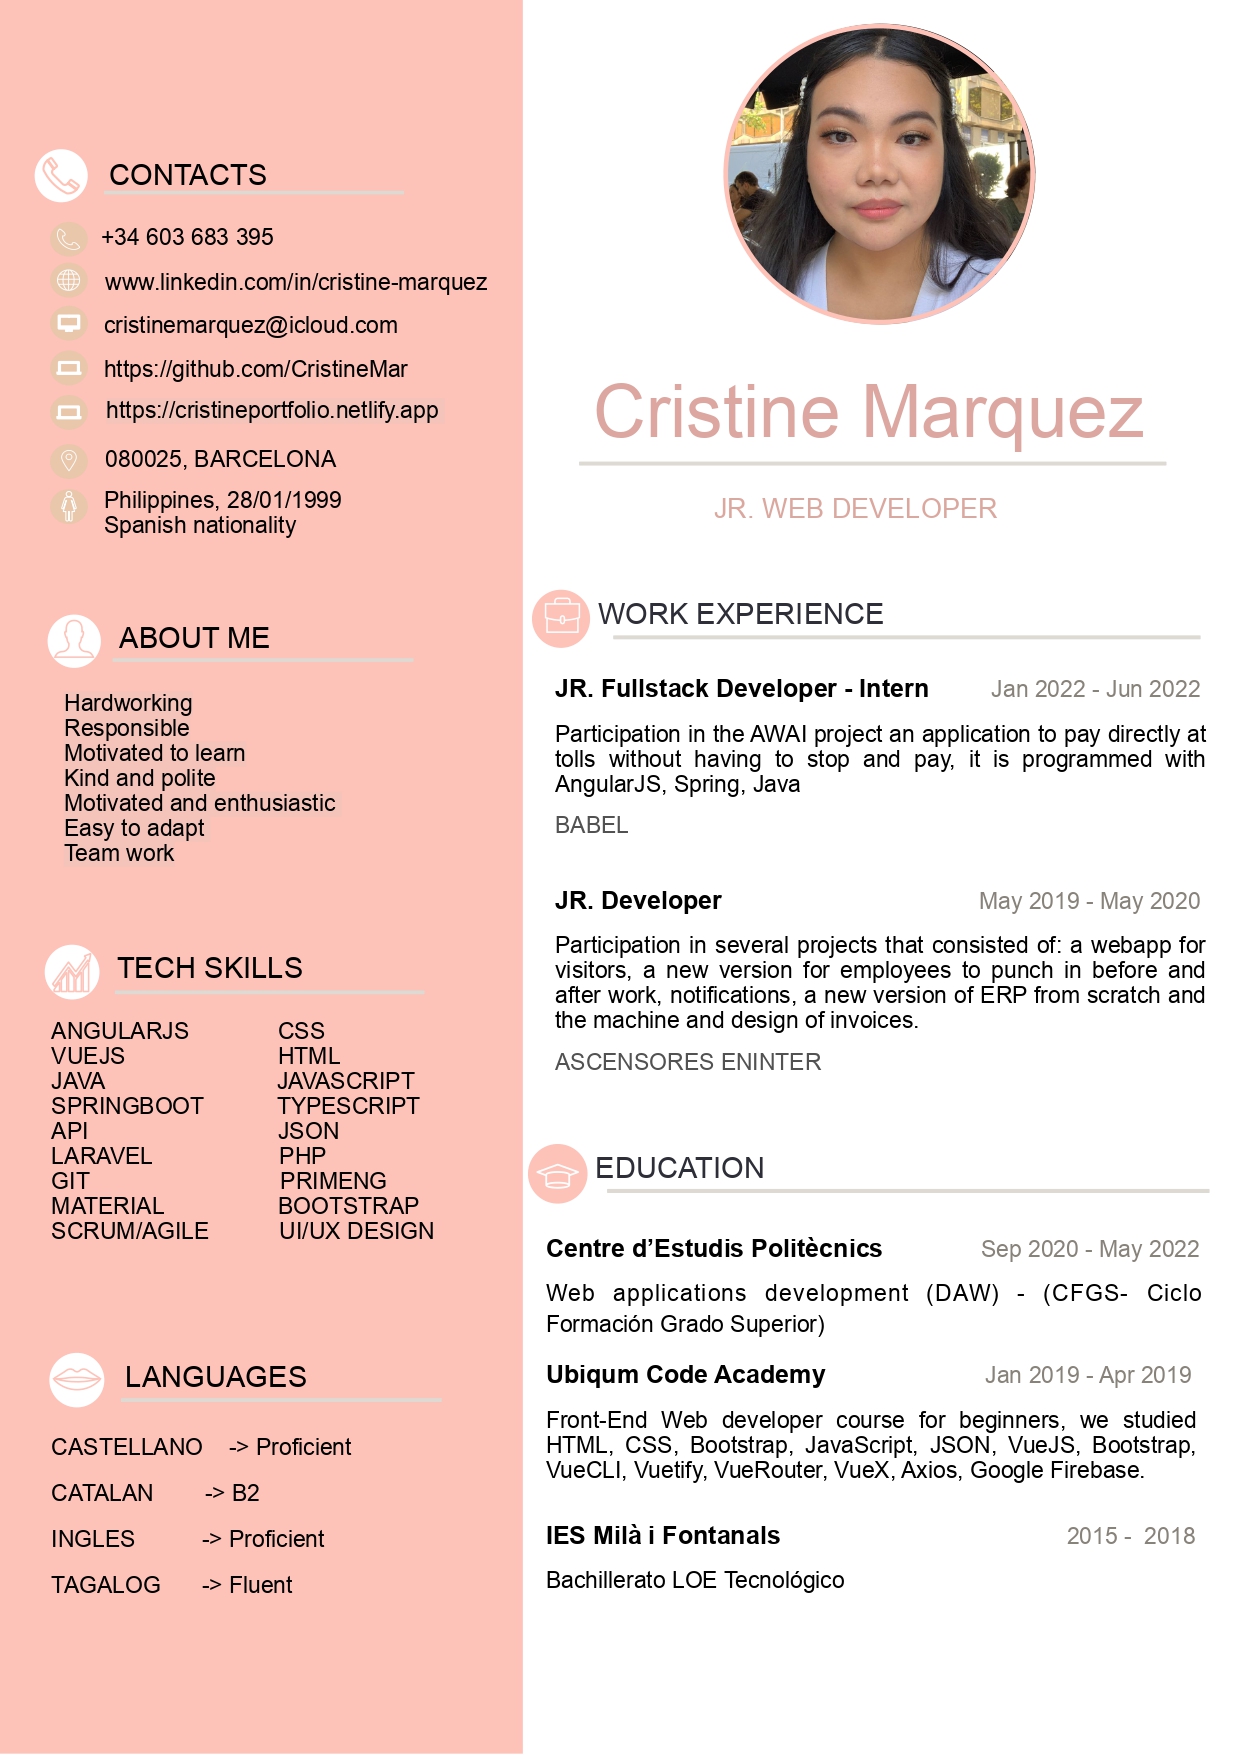 CONTACTS
+34 603 683 395
www.linkedin.com/in/cristine-marquez
cristinemarquez@icloud.com
https://github.com/CristineMar
https://cristineportfolio.netlify.app
080025, BARCELONA
Philippines, 28/01/1999
Spanish nationality
ABOUT ME
Hardworking
Responsible
Motivated to learn
Kind and polite
Motivated and enthusiastic
Easy to adapt
Team work
TECH SKILLS
ANGULARJS CSS
VUEJS HTML
JAVA JAVASCRIPT
SPRINGBOOT TYPESCRIPT
API JSON
LARAVEL PHP
GIT PRIMENG
MATERIAL BOOTSTRAP
SCRUM/AGILE UI/UX DESIGN
LANGUAGES
CASTELLANO -> Proficient
CATALAN -> B2
INGLES -> Proficient
TAGALOG -> Fluent
Cristine Marquez
JR. WEB DEVELOPER
WORK EXPERIENCE
JR. Fullstack Developer - Intern Jan 2022 - Jun 2022
Participation in the AWAI project an application to pay directly at
tolls without having to stop and pay, it is programmed with
AngularJS, Spring, Java
BABEL
JR. Developer May 2019 - May 2020
Participation in several projects that consisted of: a webapp for
visitors, a new version for employees to punch in before and
after work, notifications, a new version of ERP from scratch and
the machine and design of invoices.
ASCENSORES ENINTER
EDUCATION
Centre d’Estudis Politècnics Sep 2020 - May 2022
Web applications development (DAW) - (CFGS- Ciclo
Formación Grado Superior)
Ubiqum Code Academy Jan 2019 - Apr 2019
Front-End Web developer course for beginners, we studied
HTML, CSS, Bootstrap, JavaScript, JSON, VueJS, Bootstrap,
VueCLI, Vuetify, VueRouter, VueX, Axios, Google Firebase.
IES Milà i Fontanals 2015 - 2018
Bachillerato LOE Tecnológico